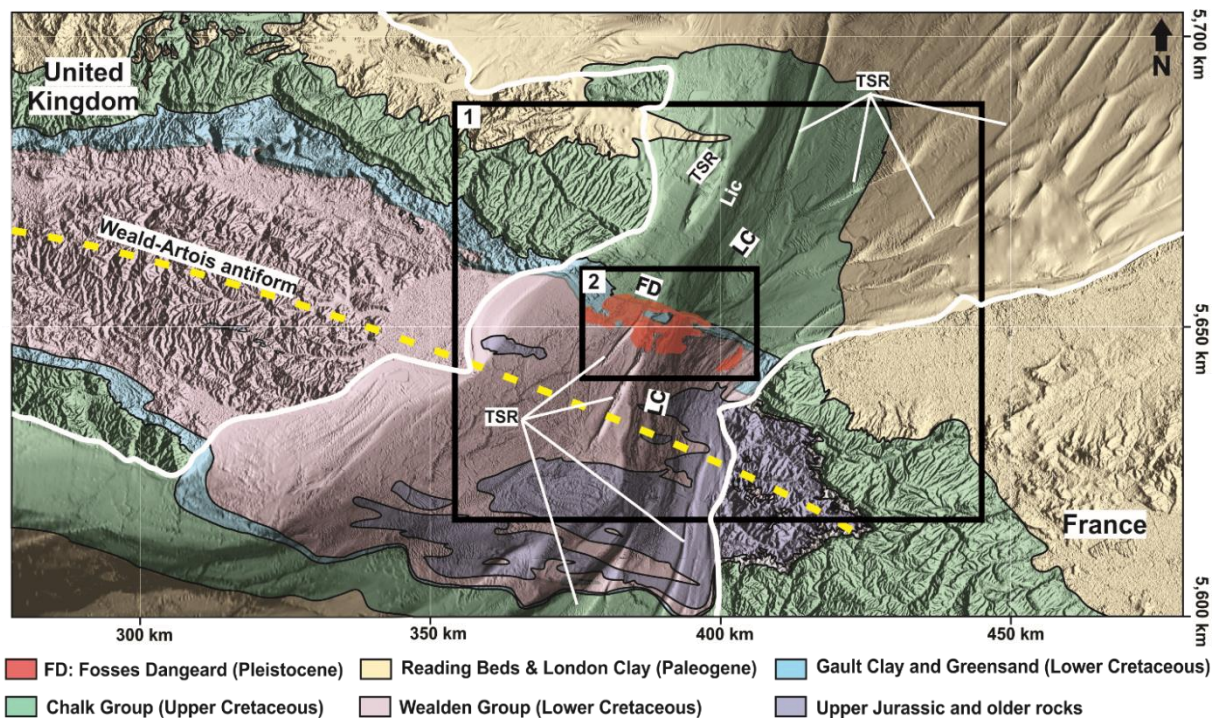 5,700 km
N
United
Kingdom
1
TSR
TSR
Lic
LC
Weald-Artois antiform
2
FD
5,650 km
LC
TSR
France
5,600 km
300 km
350 km
400 km
450 km
FD: Fosses Dangeard (Pleistocene)
Reading Beds & London Clay (Paleogene)
Gault Clay and Greensand (Lower Cretaceous)
Chalk Group (Upper Cretaceous)
Wealden Group (Lower Cretaceous)
Upper Jurassic and older rocks